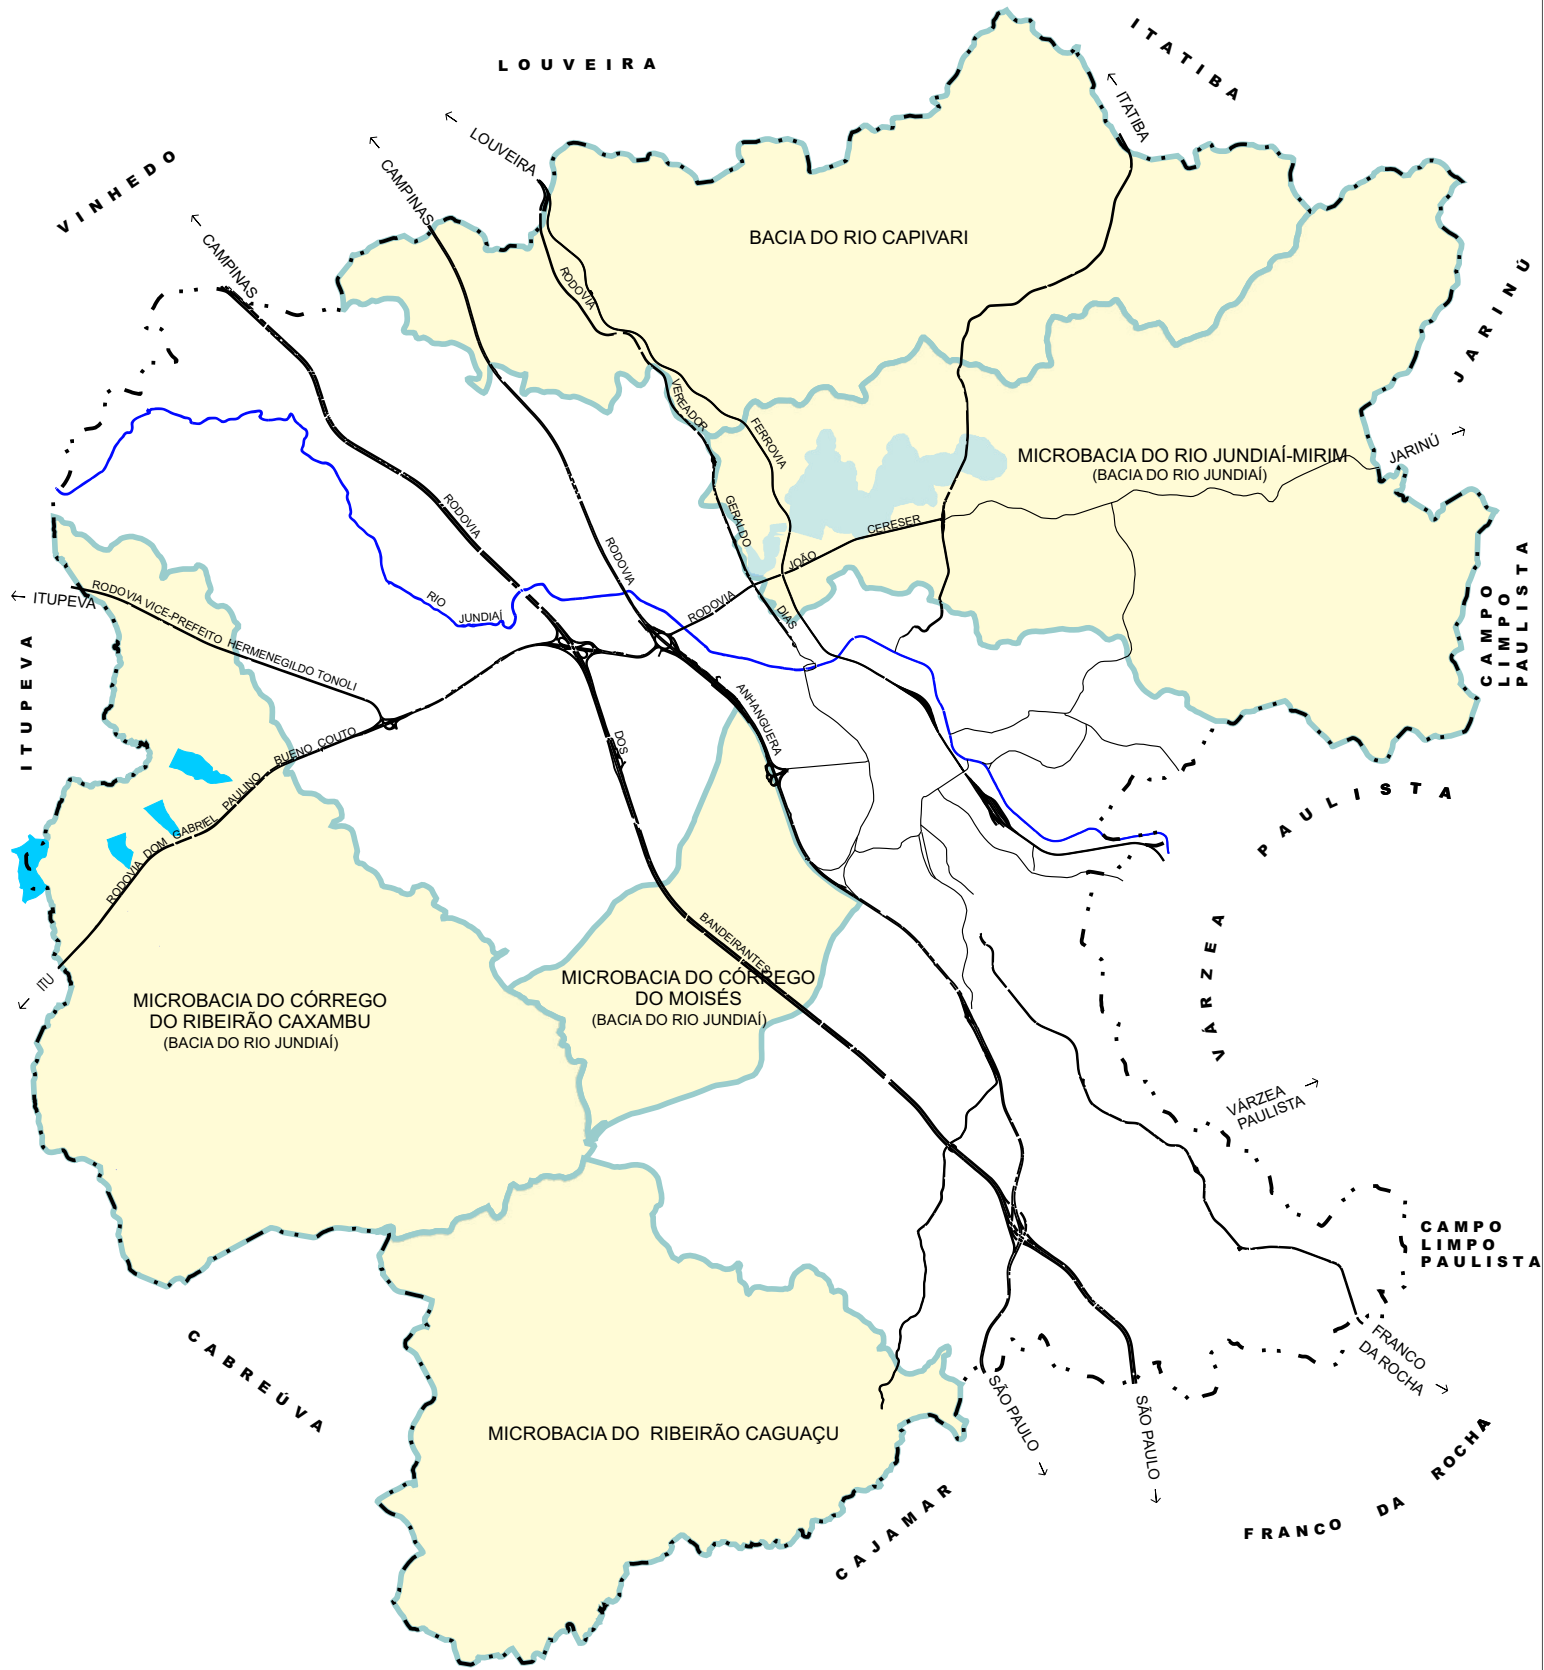 ITATIBA
LOUVEIRA
← ITATIBA
← LOUVEIRA
← CAMPINAS
VINHEDO
← CAMPINAS
BACIA DO RIO CAPIVARI
JARINÚ
RODOVIA
VEREADOR
FERROVIA
JARINÚ →
MICROBACIA DO RIO JUNDIAÍ-MIRIM
(BACIA DO RIO JUNDIAÍ)
RODOVIA
GERALDO
CERESER
RODOVIA
JOÃO
CAMPO
LIMPO
PAULISTA
← ITUPEVA
RODOVIA VICE-PREFEITO HERMENEGILDO TONOLI
RIO
JUNDIAÍ
RODOVIA
DIAS
ITUPEVA
ANHANGUERA
DOS
RODOVIA DOM GABRIEL PAULINO BUENO COUTO
PAULISTA
VÁRZEA
BANDEIRANTES
MICROBACIA DO CÓRREGO
DO MOISÉS
(BACIA DO RIO JUNDIAÍ)
← ITU
MICROBACIA DO CÓRREGO
DO RIBEIRÃO CAXAMBU
(BACIA DO RIO JUNDIAÍ)
VÁRZEA →
PAULISTA
CAMPO
LIMPO
PAULISTA
CABREÚVA
FRANCO
DA ROCHA →
SÃO PAULO →
SÃO PAULO →
MICROBACIA DO RIBEIRÃO CAGUAÇU
CAJAMAR
FRANCO DA ROCHA